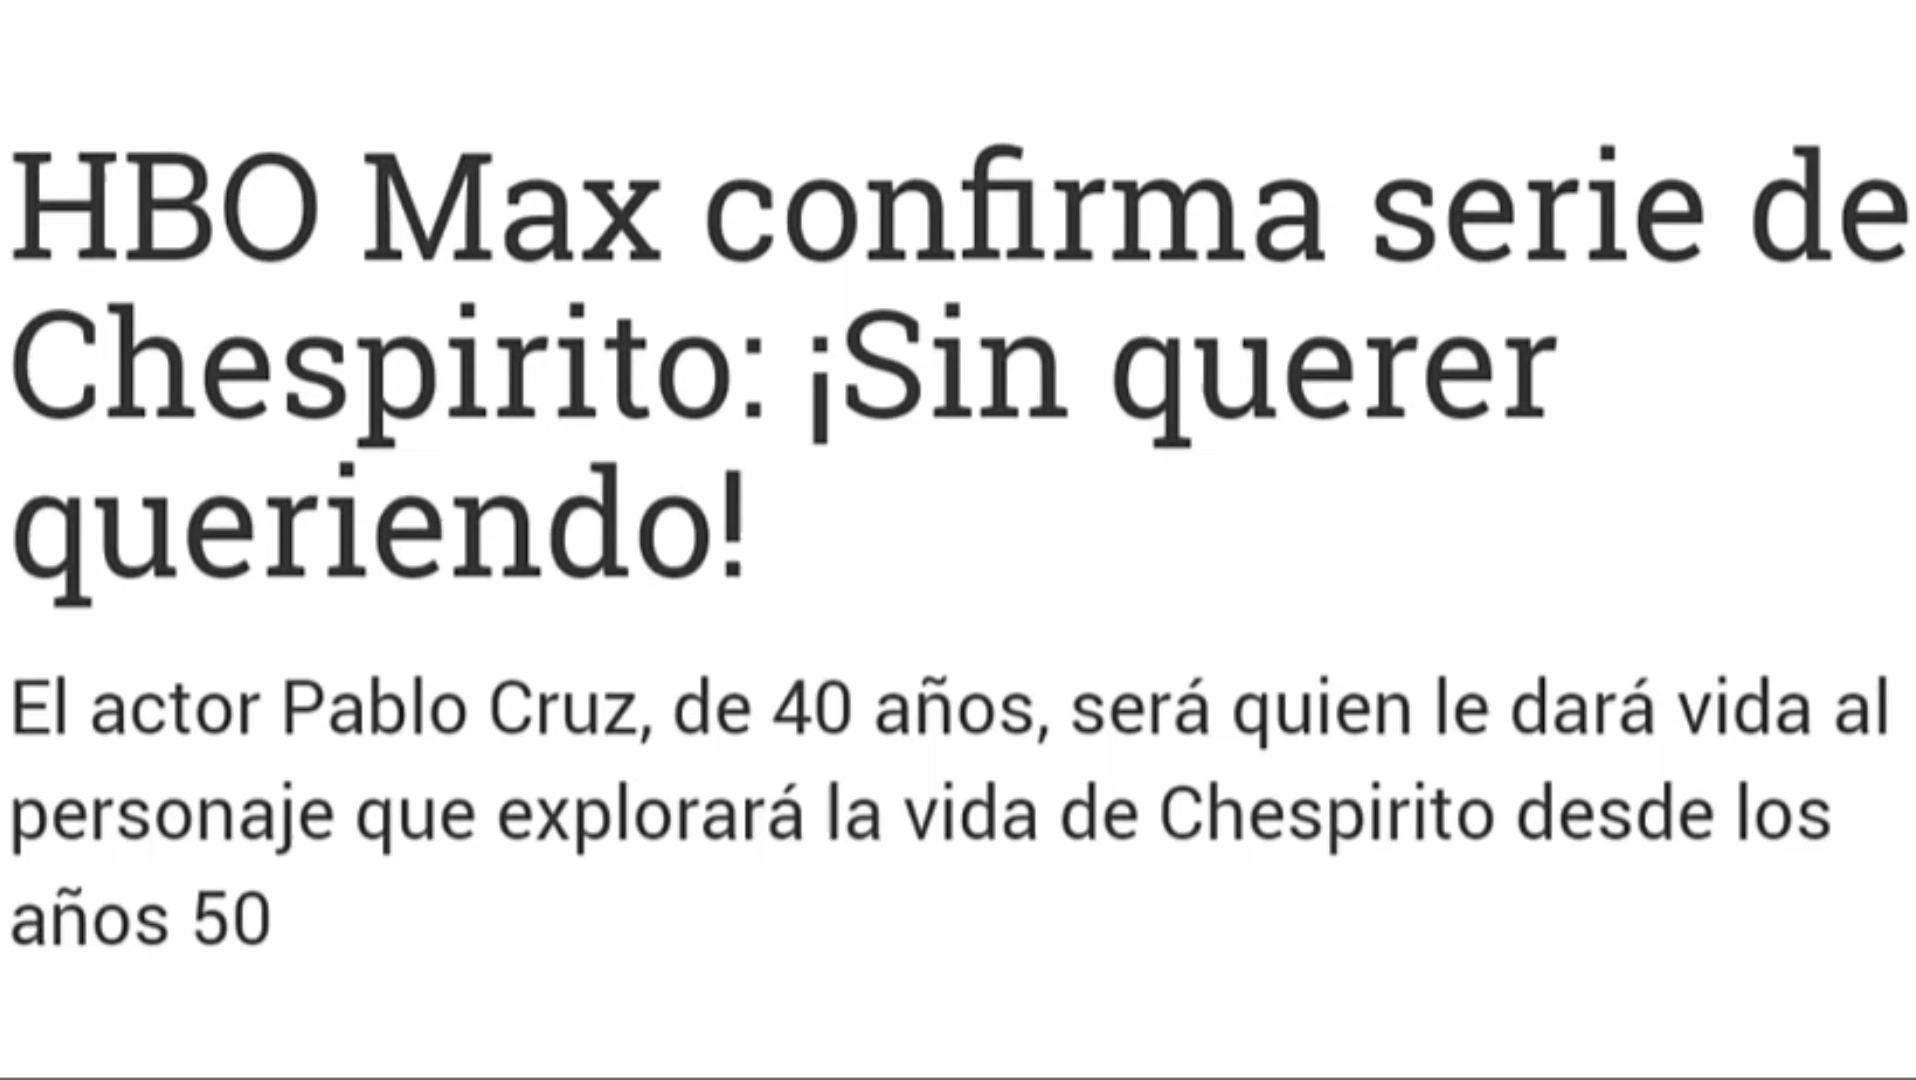 HBO Max confirma serie de
Chespirito: ¡Sin querer
queriendo!
El actor Pablo Cruz, de 40 años, será quien le dará vida al
personaje que explorará la vida de Chespirito desde los
años 50